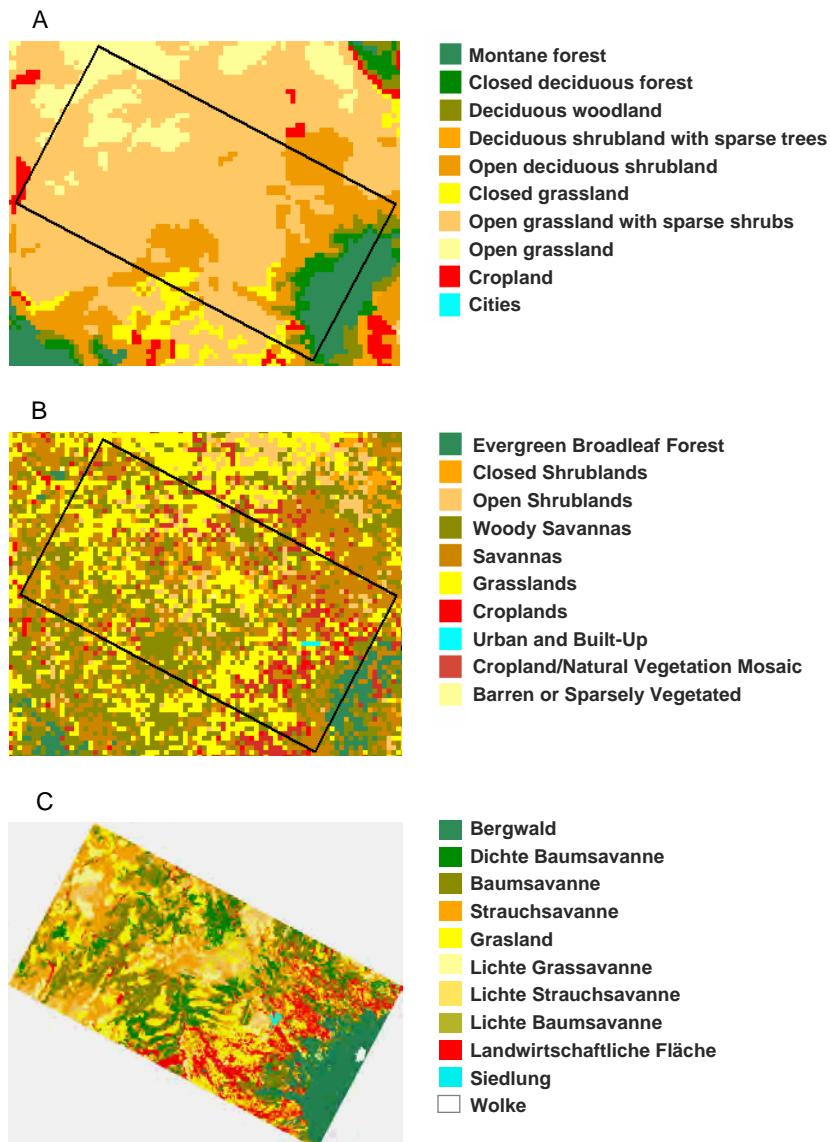 A
Montane forest
Closed deciduous forest
Deciduous woodland
Deciduous shrubland with sparse trees
Open deciduous shrubland
Closed grassland
Open grassland with sparse shrubs
Open grassland
Cropland
Cities
B
Evergreen Broadleaf Forest
Closed Shrublands
Open Shrublands
Woody Savannas
Savannas
Grasslands
Croplands
Urban and Built-Up
Cropland/Natural Vegetation Mosaic
Barren or Sparsely Vegetated
C
Bergwald
Dichte Baumsavanne
Baumsavanne
Strauchsavanne
Grasland
Lichte Grassavanne
Lichte Strauchsavanne
Lichte Baumsavanne
Landwirtschaftliche Fläche
Siedlung
Wolke